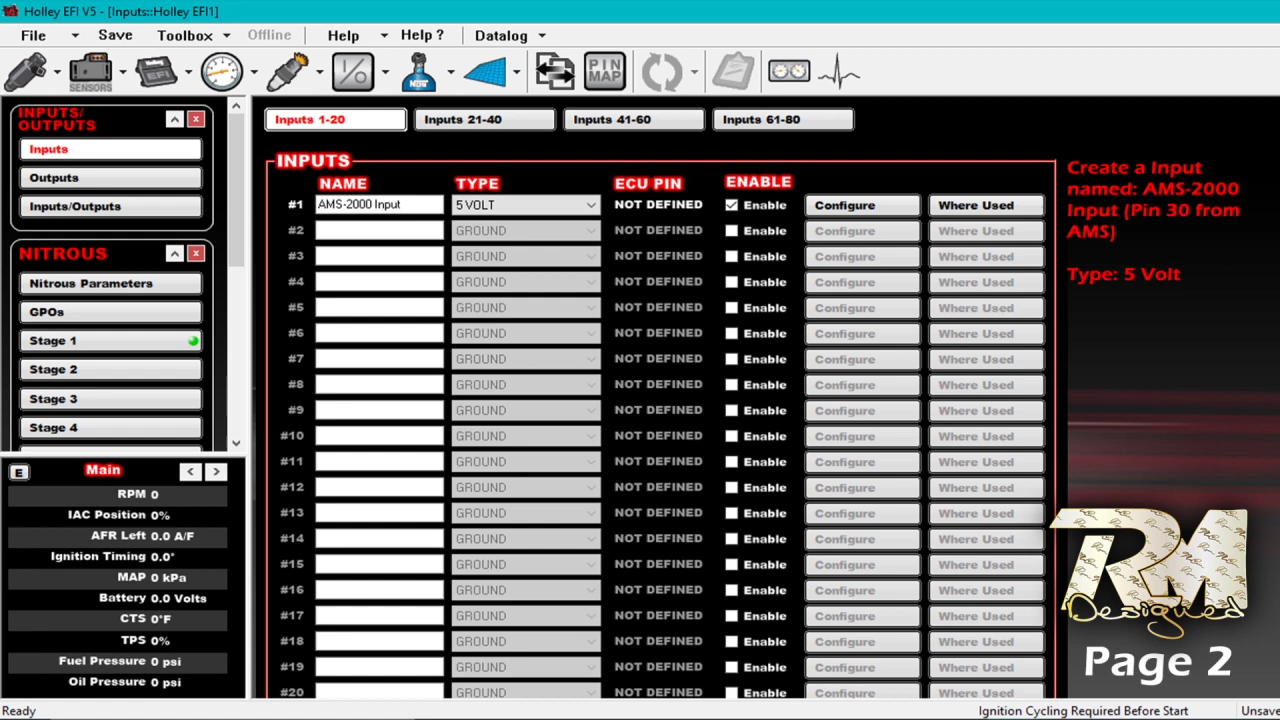 Holley EFI V5 - [Inputs::Holley EFI1]
File Save Toolbox Offline Help Help ? Datalog
SENSORS EFI I/O NOS PIN MAP
Inputs 1-20 Inputs 21-40 Inputs 41-60 Inputs 61-80
INPUTS/
OUTPUTS
Inputs
Outputs
Inputs/Outputs
NITROUS
Nitrous Parameters
GPOs
Stage 1
Stage 2
Stage 3
Stage 4
E Main < >
RPM 0
IAC Position 0%
AFR Left 0.0 A/F
Ignition Timing 0.0°
MAP 0 kPa
Battery 0.0 Volts
CTS 0°F
TPS 0%
Fuel Pressure 0 psi
Oil Pressure 0 psi
INPUTS
NAME TYPE ECU PIN ENABLE
#1 AMS-2000 Input 5 VOLT NOT DEFINED Enable Configure Where Used
#2 GROUND NOT DEFINED Enable Configure Where Used
#3 GROUND NOT DEFINED Enable Configure Where Used
#4 GROUND NOT DEFINED Enable Configure Where Used
#5 GROUND NOT DEFINED Enable Configure Where Used
#6 GROUND NOT DEFINED Enable Configure Where Used
#7 GROUND NOT DEFINED Enable Configure Where Used
#8 GROUND NOT DEFINED Enable Configure Where Used
#9 GROUND NOT DEFINED Enable Configure Where Used
#10 GROUND NOT DEFINED Enable Configure Where Used
#11 GROUND NOT DEFINED Enable Configure Where Used
#12 GROUND NOT DEFINED Enable Configure Where Used
#13 GROUND NOT DEFINED Enable Configure Where Used
#14 GROUND NOT DEFINED Enable Configure Where Used
#15 GROUND NOT DEFINED Enable Configure Where Used
#16 GROUND NOT DEFINED Enable Configure Where Used
#17 GROUND NOT DEFINED Enable Configure Where Used
#18 GROUND NOT DEFINED Enable Configure Where Used
#19 GROUND NOT DEFINED Enable Configure Where Used
#20 GROUND NOT DEFINED Enable Configure Where Used
Create a Input
named: AMS-2000
Input (Pin 30 from
AMS)
Type: 5 Volt
RM
Designed
Page 2
Ready Ignition Cycling Required Before Start Unsave